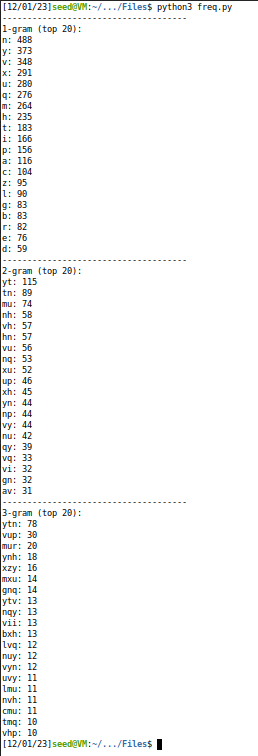 [12/01/23]seed@VM:~/.../Files$ python3 freq.py
-------------------------------------
1-gram (top 20):
n: 488
y: 373
v: 348
x: 291
u: 280
q: 276
m: 264
h: 235
t: 183
i: 166
p: 156
a: 116
c: 104
z: 95
l: 90
g: 83
b: 83
r: 82
e: 76
d: 59
-------------------------------------
2-gram (top 20):
yt: 115
tn: 89
mu: 74
nh: 58
vh: 57
hn: 57
vu: 56
nq: 53
xu: 52
up: 46
xh: 45
yn: 44
np: 44
vy: 44
nu: 42
qy: 39
vq: 33
vi: 32
gn: 32
av: 31
-------------------------------------
3-gram (top 20):
ytn: 78
vup: 30
mur: 20
ynh: 18
xzy: 16
mxu: 14
gnq: 14
ytv: 13
nqy: 13
vii: 13
bxh: 13
lvq: 12
nuy: 12
vyn: 12
uvy: 11
lmu: 11
nvh: 11
cmu: 11
tmq: 10
vhp: 10
[12/01/23]seed@VM:~/.../Files$